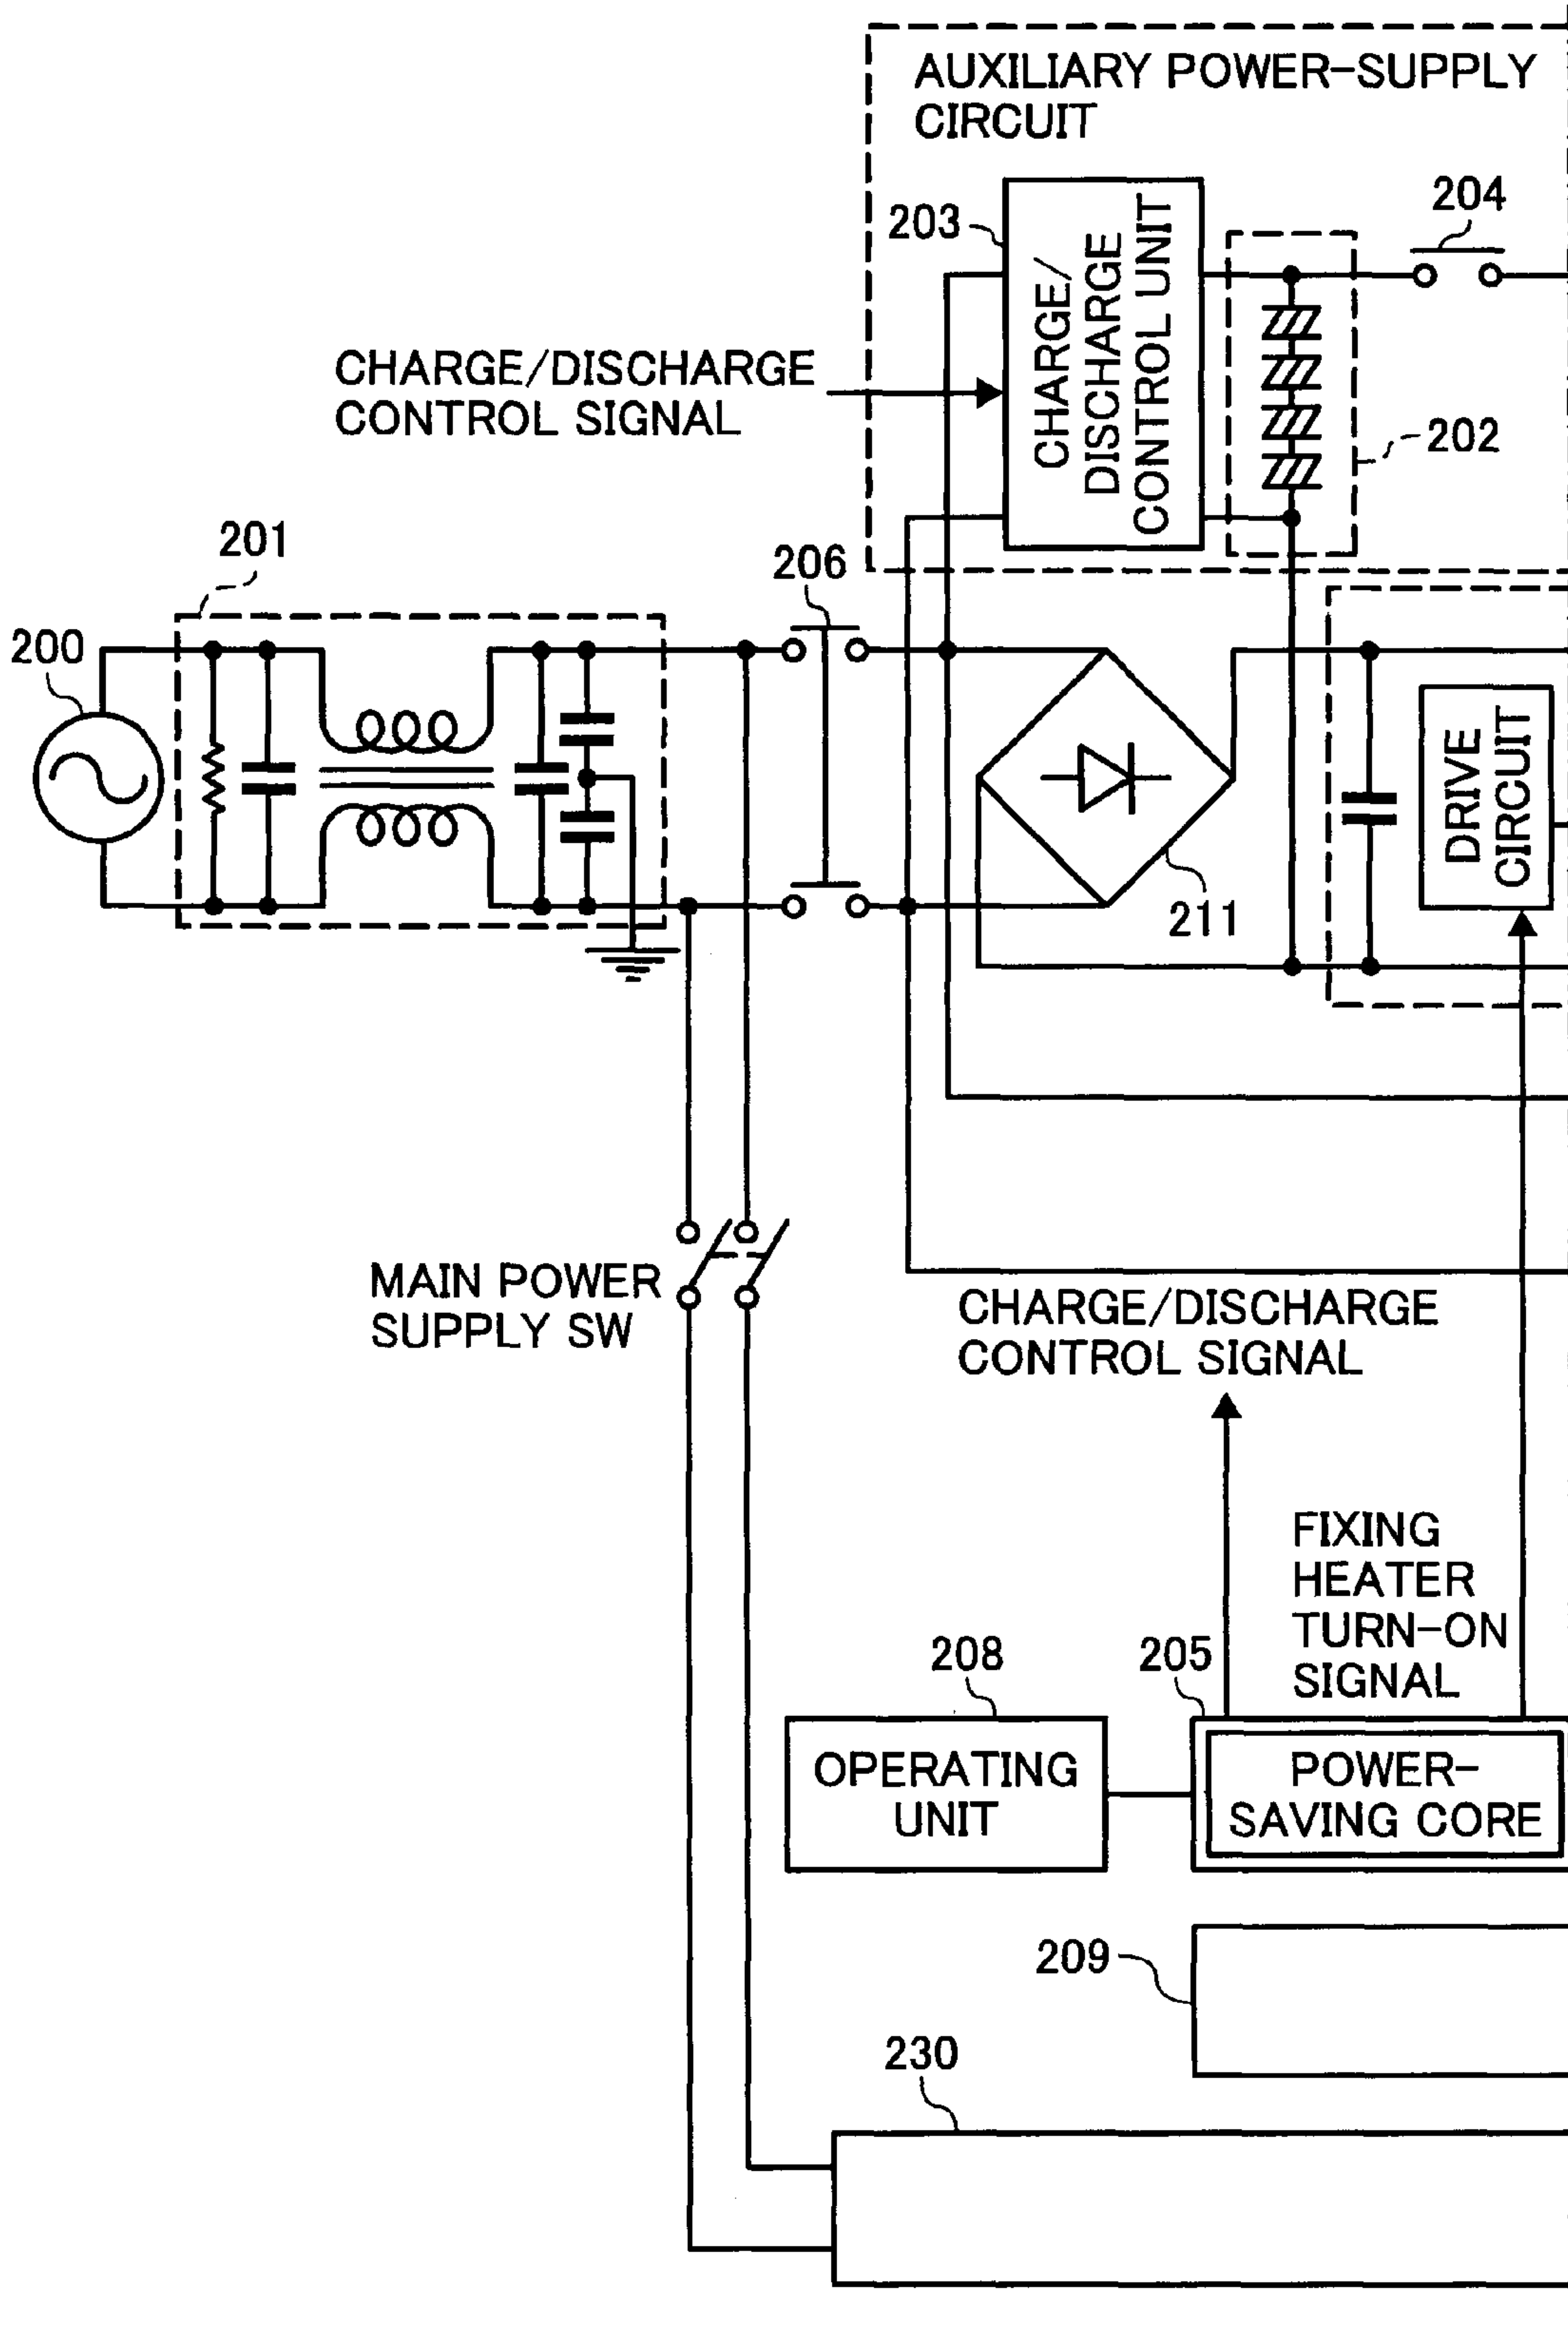 AUXILIARY POWER-SUPPLY
CIRCUIT
204
203
CHARGE/
DISCHARGE
CONTROL UNIT
CHARGE/DISCHARGE
CONTROL SIGNAL
202
201
206
200
DRIVE
CIRCUIT
211
MAIN POWER
SUPPLY SW
CHARGE/DISCHARGE
CONTROL SIGNAL
FIXING
HEATER
TURN-ON
SIGNAL
208
205
OPERATING
UNIT
POWER-
SAVING CORE
209
230